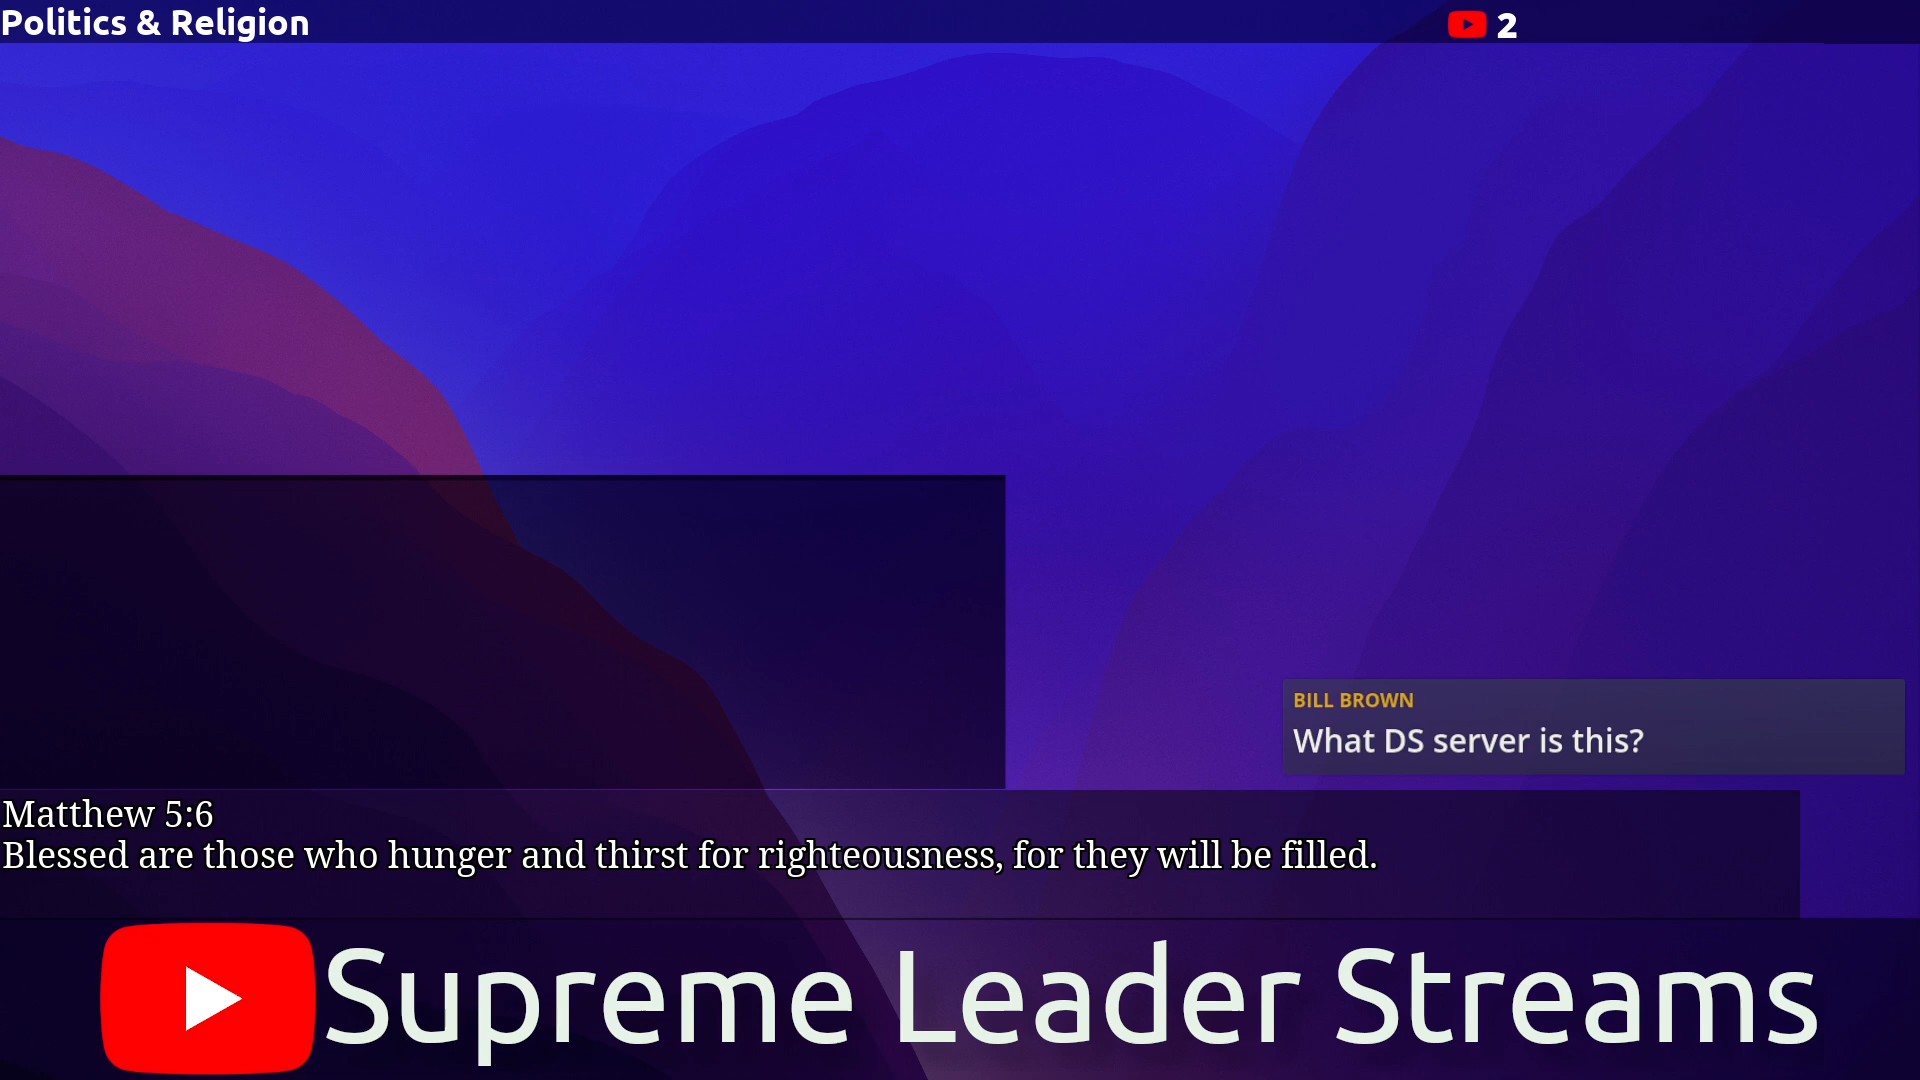 Politics & Religion
2
BILL BROWN
What DS server is this?
Matthew 5:6
Blessed are those who hunger and thirst for righteousness, for they will be filled.
Supreme Leader Streams